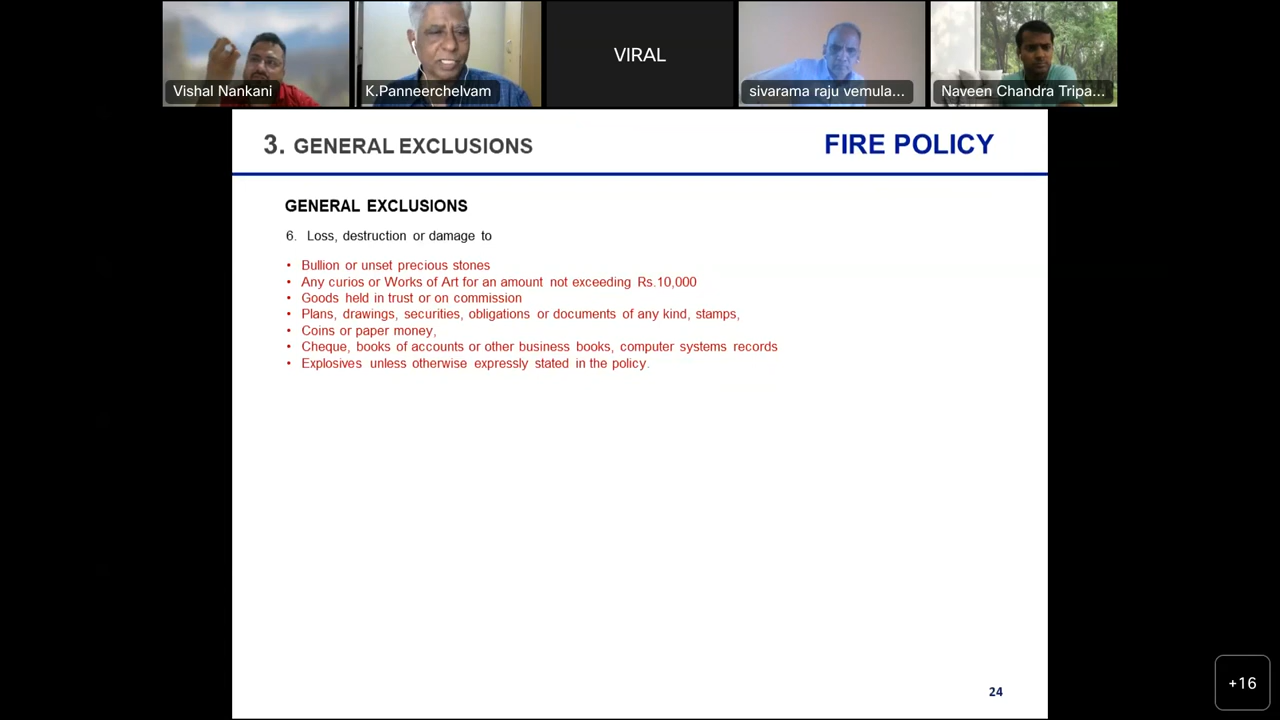 Vishal Nankani
K.Panneerchelvam
VIRAL
sivarama raju vemula...
Naveen Chandra Tripa...
3. GENERAL EXCLUSIONS
FIRE POLICY
GENERAL EXCLUSIONS
6. Loss, destruction or damage to
• Bullion or unset precious stones
• Any curios or Works of Art for an amount not exceeding Rs.10,000
• Goods held in trust or on commission
• Plans, drawings, securities, obligations or documents of any kind, stamps,
• Coins or paper money,
• Cheque, books of accounts or other business books, computer systems records
• Explosives unless otherwise expressly stated in the policy.
24
+16